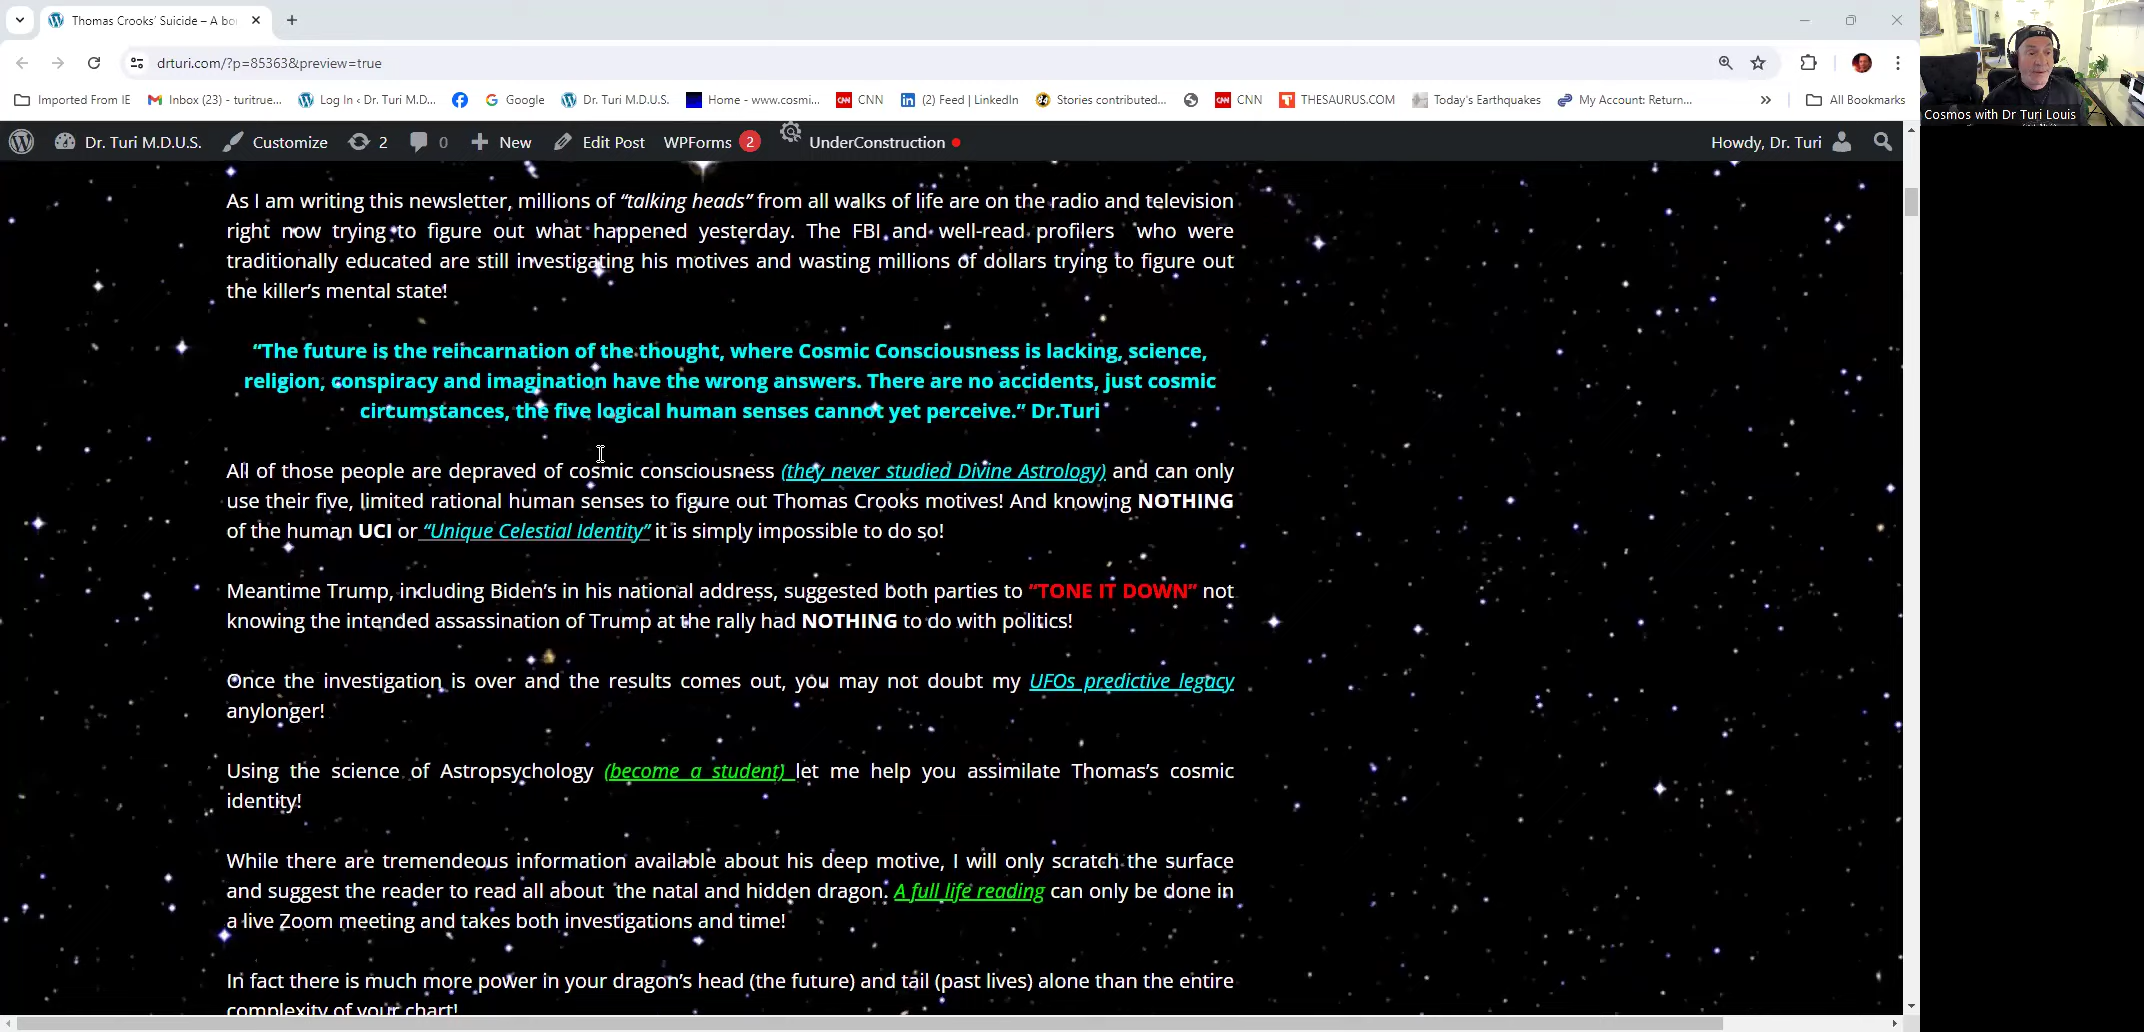 Thomas Crooks' Suicide – A bo
drturi.com/?p=85363&preview=true
Imported From IE
Inbox (23) - turitrue...
Log In ‹ Dr. Turi M.D...
Google
Dr. Turi M.D.U.S.
Home - www.cosmi...
CNN
(2) Feed | LinkedIn
Stories contributed...
CNN
THESAURUS.COM
Today's Earthquakes
My Account: Return...
All Bookmarks
Cosmos with Dr Turi Louis
Dr. Turi M.D.U.S.
Customize
2
0
New
Edit Post
WPForms 2
UnderConstruction
Howdy, Dr. Turi
As I am writing this newsletter, millions of “talking heads” from all walks of life are on the radio and television
right now trying to figure out what happened yesterday. The FBI and well-read profilers who were
traditionally educated are still investigating his motives and wasting millions of dollars trying to figure out
the killer’s mental state!
“The future is the reincarnation of the thought, where Cosmic Consciousness is lacking, science,
religion, conspiracy and imagination have the wrong answers. There are no accidents, just cosmic
circumstances, the five logical human senses cannot yet perceive.” Dr.Turi
All of those people are depraved of cosmic consciousness (they never studied Divine Astrology) and can only
use their five, limited rational human senses to figure out Thomas Crooks motives! And knowing NOTHING
of the human UCI or “Unique Celestial Identity” it is simply impossible to do so!
Meantime Trump, including Biden’s in his national address, suggested both parties to “TONE IT DOWN” not
knowing the intended assassination of Trump at the rally had NOTHING to do with politics!
Once the investigation is over and the results comes out, you may not doubt my UFOs predictive legacy
anylonger!
Using the science of Astropsychology (become a student) let me help you assimilate Thomas’s cosmic
identity!
While there are tremendeous information available about his deep motive, I will only scratch the surface
and suggest the reader to read all about the natal and hidden dragon. A full life reading can only be done in
a live Zoom meeting and takes both investigations and time!
In fact there is much more power in your dragon’s head (the future) and tail (past lives) alone than the entire
complexity of your chart!